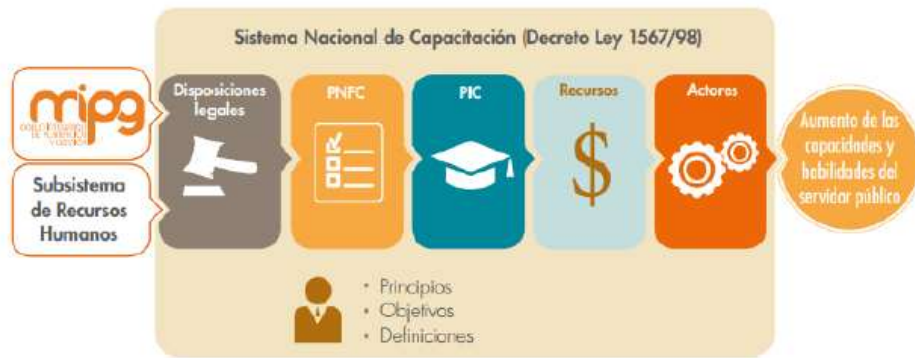 Sistema Nacional de Capacitación (Decreto Ley 1567/98)
mipg
Subsistema
de Recursos
Humanos
Disposiciones
legales
PNFC
PIC
Recursos
$
Actores
Aumento de las
capacidades y
habilidades del
servidor público
• Principios
• Objetivos
• Definiciones